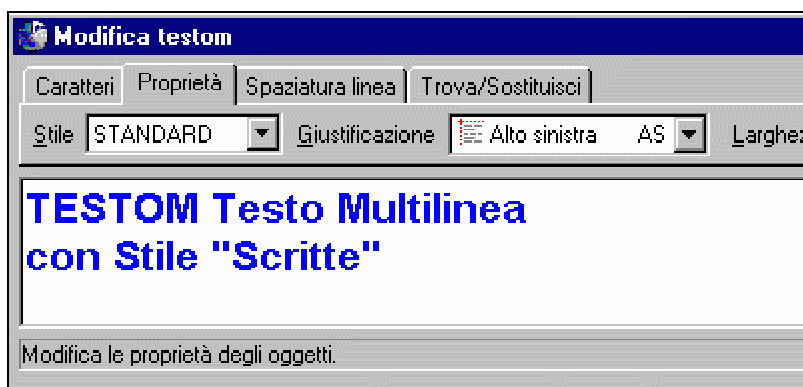 Modifica testom
Caratteri Proprietà Spaziatura linea Trova/Sostituisci
Stile STANDARD Giustificazione Alto sinistra AS Larghez
TESTOM Testo Multilinea
con Stile "Scritte"
Modifica le proprietà degli oggetti.